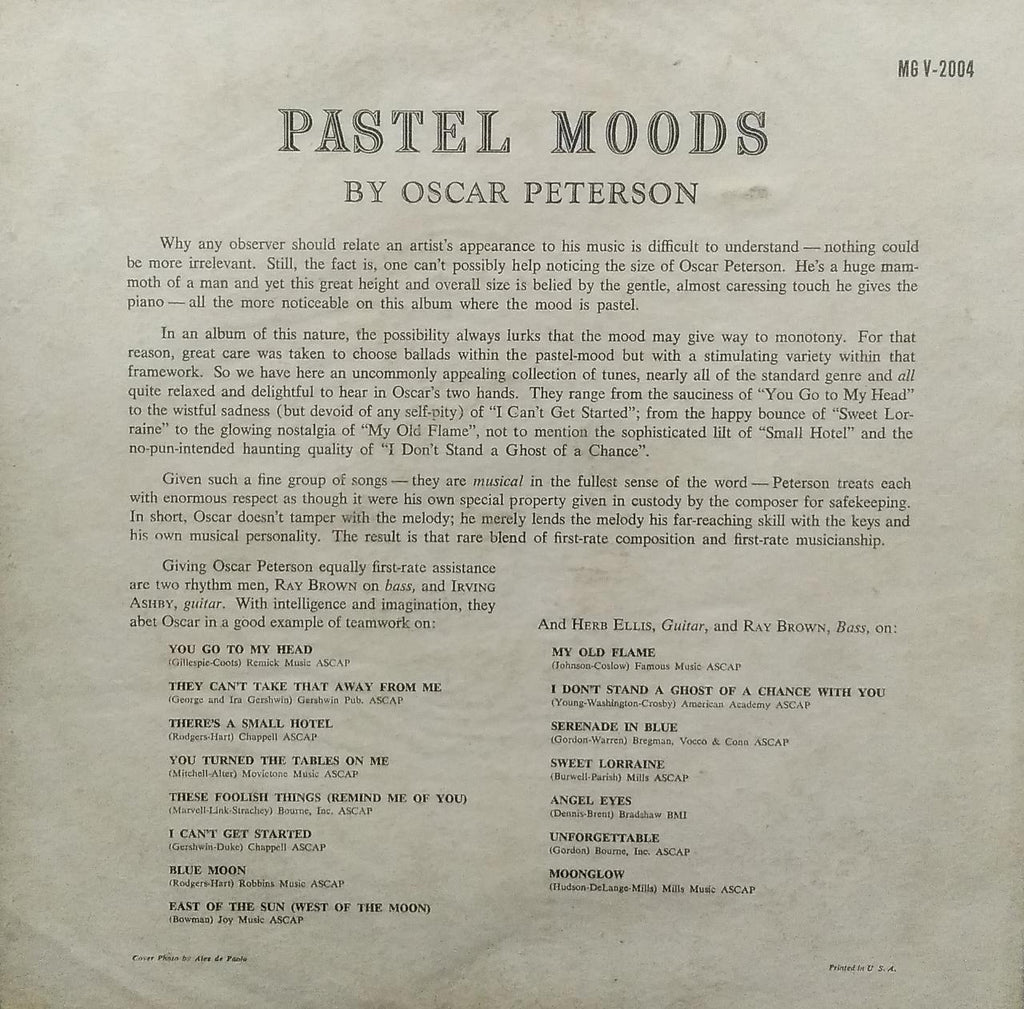 MG V-2004
PASTEL MOODS
BY OSCAR PETERSON
Why any observer should relate an artist's appearance to his music is difficult to understand — nothing could
be more irrelevant. Still, the fact is, one can't possibly help noticing the size of Oscar Peterson. He's a huge mam-
moth of a man and yet this great height and overall size is belied by the gentle, almost caressing touch he gives the
piano — all the more noticeable on this album where the mood is pastel.
In an album of this nature, the possibility always lurks that the mood may give way to monotony. For that
reason, great care was taken to choose ballads within the pastel-mood but with a stimulating variety within that
framework. So we have here an uncommonly appealing collection of tunes, nearly all of the standard genre and all
quite relaxed and delightful to hear in Oscar's two hands. They range from the sauciness of “You Go to My Head”
to the wistful sadness (but devoid of any self-pity) of “I Can't Get Started”; from the happy bounce of “Sweet Lor-
raine” to the glowing nostalgia of “My Old Flame”, not to mention the sophisticated lilt of “Small Hotel” and the
no-pun-intended haunting quality of “I Don't Stand a Ghost of a Chance”.
Given such a fine group of songs — they are musical in the fullest sense of the word — Peterson treats each
with enormous respect as though it were his own special property given in custody by the composer for safekeeping.
In short, Oscar doesn't tamper with the melody; he merely lends the melody his far-reaching skill with the keys and
his own musical personality. The result is that rare blend of first-rate composition and first-rate musicianship.
Giving Oscar Peterson equally first-rate assistance
are two rhythm men, RAY BROWN on bass, and IRVING
ASHBY, guitar. With intelligence and imagination, they
abet Oscar in a good example of teamwork on:
YOU GO TO MY HEAD
(Gillespie-Coots) Remick Music ASCAP
THEY CAN'T TAKE THAT AWAY FROM ME
(George and Ira Gershwin) Gershwin Pub. ASCAP
THERE'S A SMALL HOTEL
(Rodgers-Hart) Chappell ASCAP
YOU TURNED THE TABLES ON ME
(Mitchell-Alter) Movietone Music ASCAP
THESE FOOLISH THINGS (REMIND ME OF YOU)
(Marvell-Link-Strachey) Bourne, Inc. ASCAP
I CAN'T GET STARTED
(Gershwin-Duke) Chappell ASCAP
BLUE MOON
(Rodgers-Hart) Robbins Music ASCAP
EAST OF THE SUN (WEST OF THE MOON)
(Bowman) Joy Music ASCAP
And HERB ELLIS, Guitar, and RAY BROWN, Bass, on:
MY OLD FLAME
(Johnson-Coslow) Famous Music ASCAP
I DON'T STAND A GHOST OF A CHANCE WITH YOU
(Young-Washington-Crosby) American Academy ASCAP
SERENADE IN BLUE
(Gordon-Warren) Bregman, Vocco & Conn ASCAP
SWEET LORRAINE
(Burwell-Parish) Mills ASCAP
ANGEL EYES
(Dennis-Brent) Bradshaw BMI
UNFORGETTABLE
(Gordon) Bourne, Inc. ASCAP
MOONGLOW
(Hudson-DeLange-Mills) Mills Music ASCAP
Cover Photo by Alex de Paolo
Printed in U. S. A.